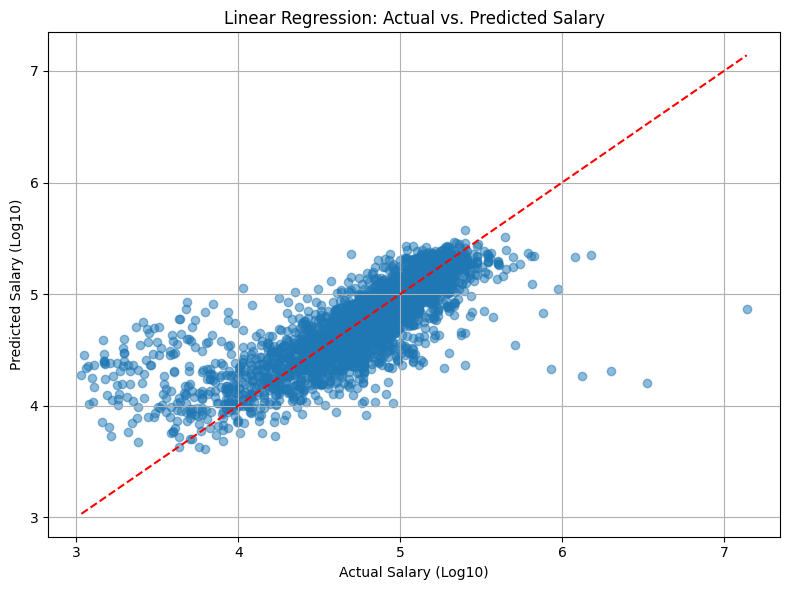 Linear Regression: Actual vs. Predicted Salary
Predicted Salary (Log10)
7
6
5
4
3
3 4 5 6 7
Actual Salary (Log10)